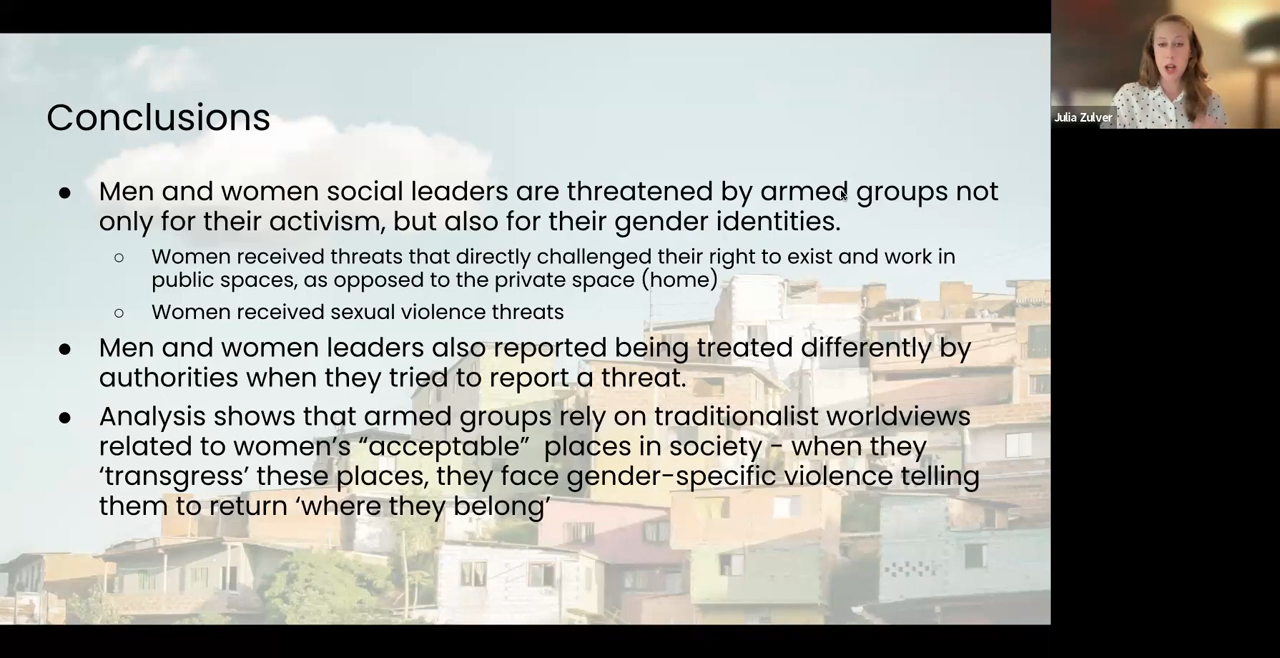 Conclusions
● Men and women social leaders are threatened by armed groups not
only for their activism, but also for their gender identities.
○ Women received threats that directly challenged their right to exist and work in
public spaces, as opposed to the private space (home)
○ Women received sexual violence threats
● Men and women leaders also reported being treated differently by
authorities when they tried to report a threat.
● Analysis shows that armed groups rely on traditionalist worldviews
related to women’s “acceptable”  places in society - when they
‘transgress’ these places, they face gender-specific violence telling
them to return ‘where they belong’
Julia Zulver